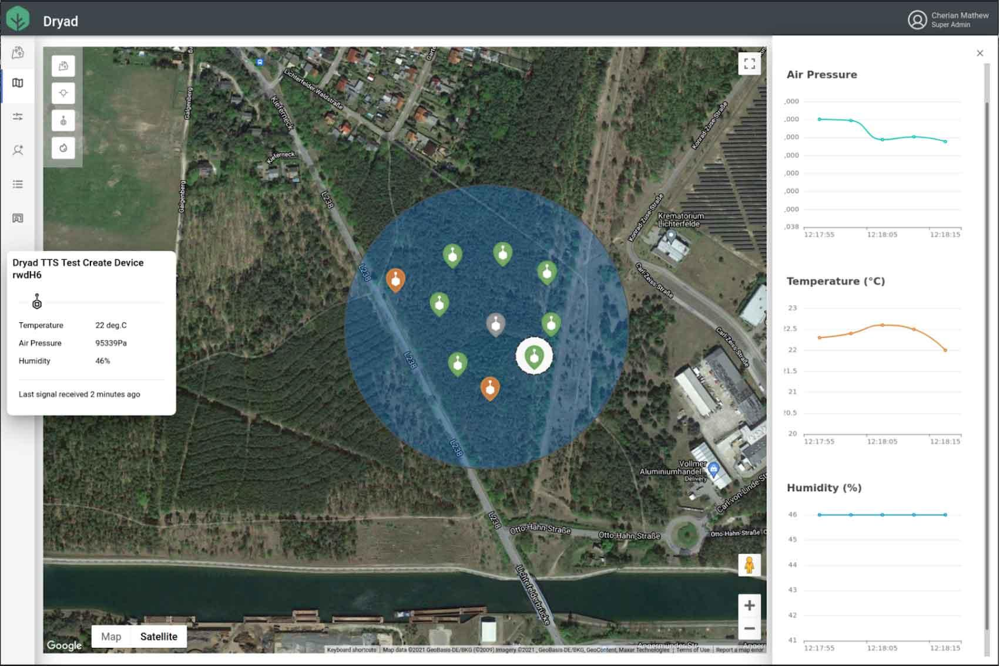 Dryad
Cherian Mathew
Super Admin
Lichterfelder-Waldstraße
Galgenberg
Kieferneck
Kieferneck
Galgenberg
L238
Konrad-Zuse-Straße
Konrad-Zuse-Straße
Krematorium
Lichterfelde
L238
Carl-Zeiss-Straße
Carl-Zeiss-Straße
L238
L238
Vollmer
Aluminiumhandel...
Delivery
Carl-von-Linde-St
L238
Otto-Hahn-Straße
Otto-Hahn-Straße
Otto-Hahn-Straße
Lichtefelderbrücke
Angermünder Str.
Dryad TTS Test Create Device
rwdH6
Temperature 22 deg.C
Air Pressure 95339Pa
Humidity 46%
Last signal received 2 minutes ago
Map Satellite
Google
Keyboard shortcuts Map data ©2021 GeoBasis-DE/BKG (©2009) Imagery ©2021 , GeoBasis-DE/BKG, GeoContent, Maxar Technologies Terms of Use Report a map error
Air Pressure
,000
,000
,000
,000
,000
,000
,000
,038
12:17:55 12:18:05 12:18:15
Temperature (°C)
23
22.5
22
21.5
21
20.5
20
12:17:55 12:18:05 12:18:15
Humidity (%)
46
45
44
43
42
41
12:17:55 12:18:05 12:18:15